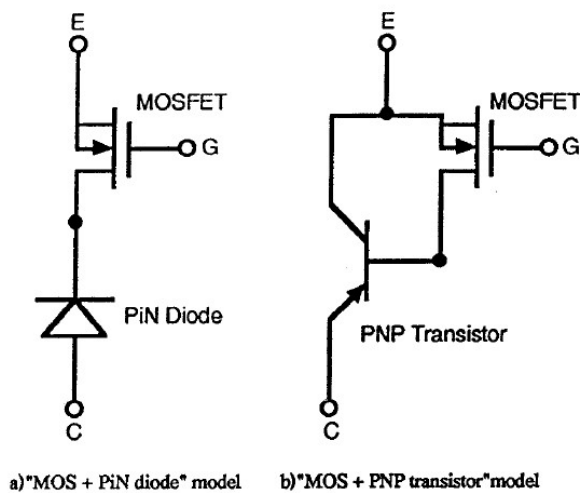 E
E
MOSFET
MOSFET
G
G
PiN Diode
PNP Transistor
C
C
a)"MOS + PiN diode" model
b)"MOS + PNP transistor"model